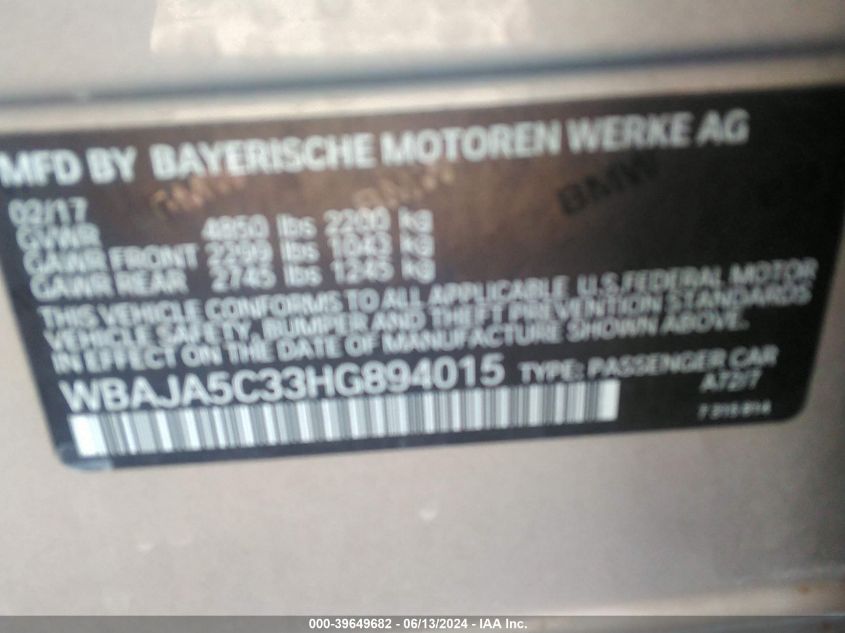 MFD BY BAYERISCHE MOTOREN WERKE AG
BMW BMW BMW
02/17
GVWR 4850 lbs 2200 kg
GAWR FRONT 2299 lbs 1043 kg
GAWR REAR 2745 lbs 1245 kg
THIS VEHICLE CONFORMS TO ALL APPLICABLE U.S.FEDERAL MOTOR
VEHICLE SAFETY, BUMPER AND THEFT PREVENTION STANDARDS
IN EFFECT ON THE DATE OF MANUFACTURE SHOWN ABOVE.
WBAJA5C33HG894015 TYPE: PASSENGER CAR
A72/7
000-39649682 - 06/13/2024 - IAA Inc.